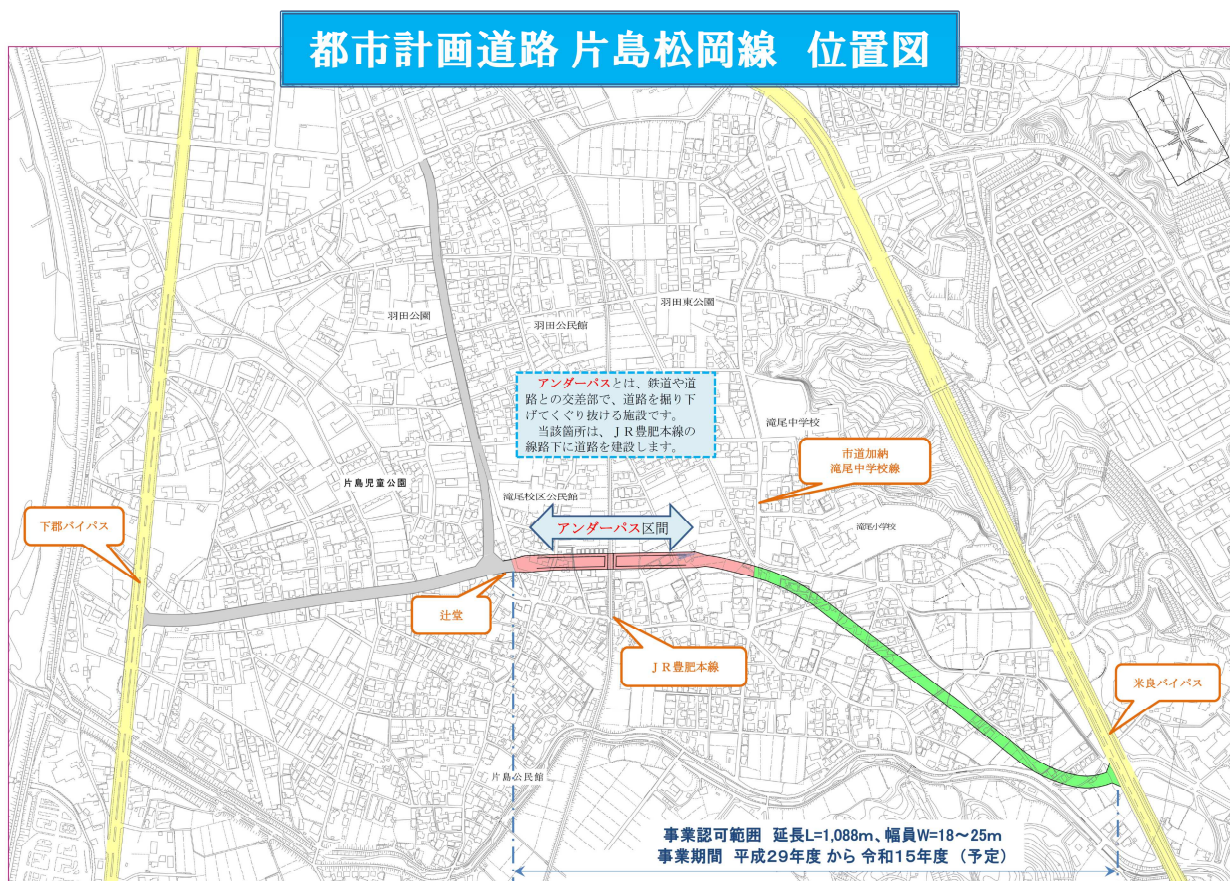 都市計画道路 片島松岡線 位置図
羽田東公園
羽田公園
羽田公民館
アンダーパスとは、鉄道や道
路との交差部で、道路を掘り下
げてくぐり抜ける施設です。
当該箇所は、JR豊肥本線の
線路下に道路を建設します。
滝尾中学校
市道加納
滝尾中学校線
片島児童公園
滝尾校区公民館
下郡バイパス
アンダーパス区間
滝尾小学校
辻堂
JR豊肥本線
米良バイパス
片島公民館
事業認可範囲 延長L=1,088m、幅員W=18～25m
事業期間 平成29年度 から 令和15年度 (予定)